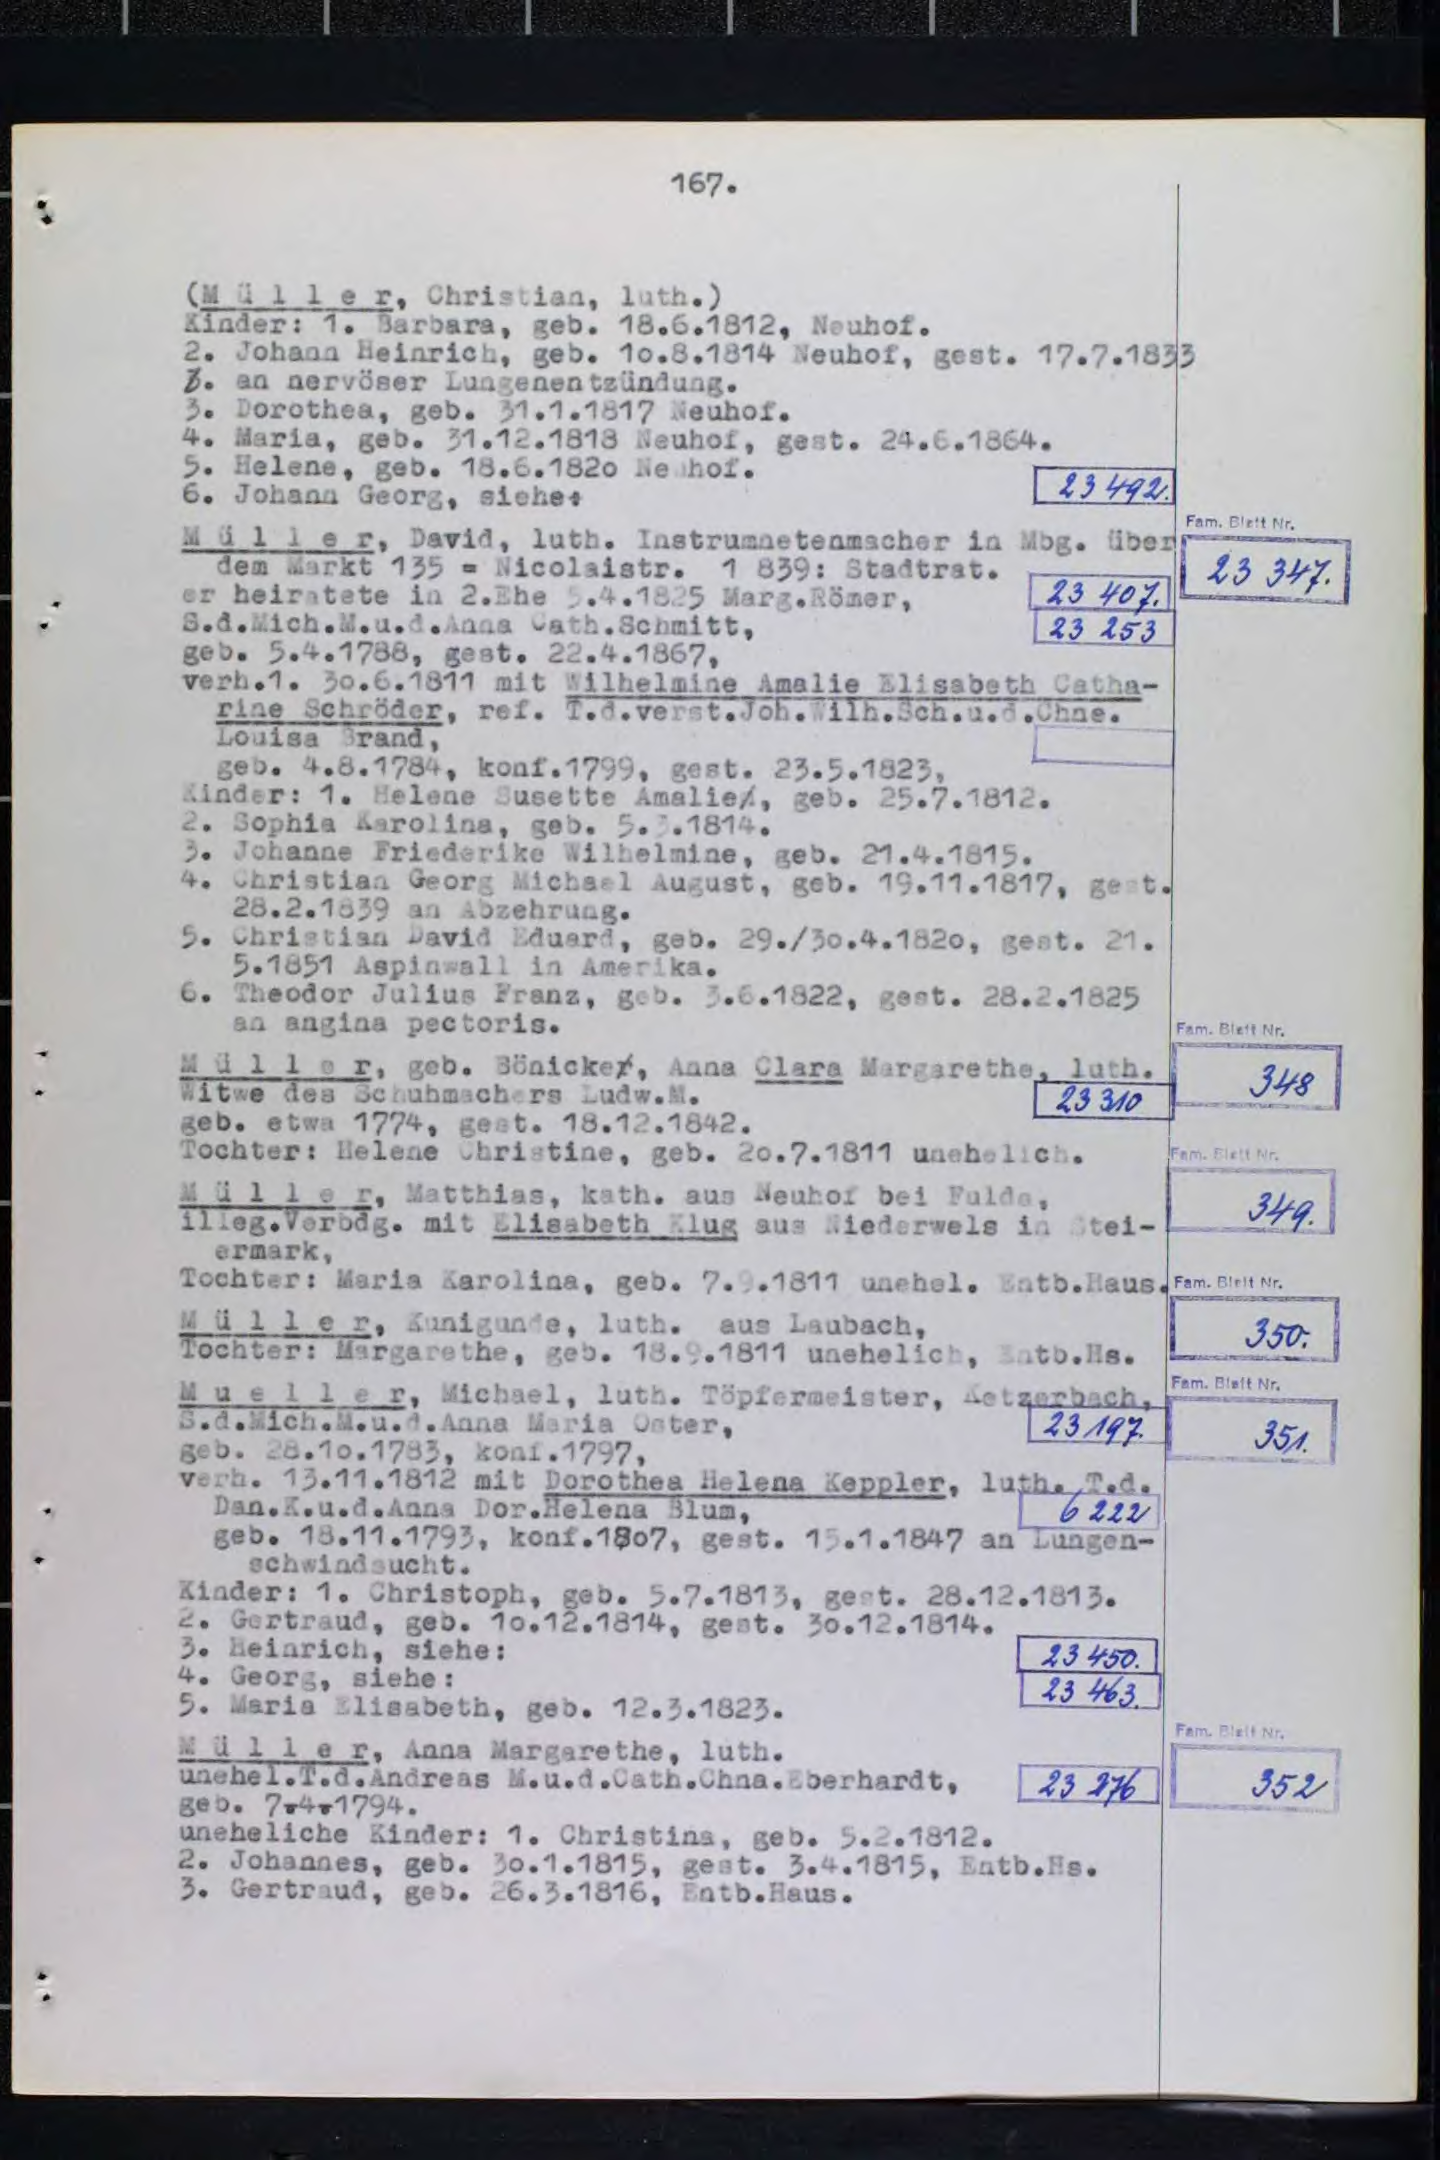 167.
(M ü l l e r, Christian, luth.)
Kinder: 1. Barbara, geb. 18.6.1812, Neuhof.
2. Johann Heinrich, geb. 1o.8.1814 Neuhof, gest. 17.7.1833
3. an nervöser Lungenentzündung.
3. Dorothea, geb. 31.1.1817 Neuhof.
4. Maria, geb. 31.12.1818 Neuhof, gest. 24.6.1864.
5. Helene, geb. 18.6.182o Neuhof.
6. Johann Georg, siehe:
23 492.
M ü l l e r, David, luth. Instrumnetenmacher in Mbg. über
Fam. Blatt Nr.
23 347.
dem Markt 135 = Nicolaistr. 1 839: Stadtrat.
er heiratete in 2.Ehe 5.4.1825 Marg.Römer,
23 407.
S.d.Mich.M.u.d.Anna Cath.Schmitt,
23 253
geb. 5.4.1788, gest. 22.4.1867,
verh.1. 3o.6.1811 mit Wilhelmine Amalie Elisabeth Catha-
rine Schröder, ref. T.d.verst.Joh.Wilh.Sch.u.d.Chne.
Louisa Brand,
geb. 4.8.1784, konf.1799, gest. 23.5.1823,
Kinder: 1. Helene Susette Amalie, geb. 25.7.1812.
2. Sophia Karolina, geb. 5.3.1814.
3. Johanne Friederike Wilhelmine, geb. 21.4.1815.
4. Christian Georg Michael August, geb. 19.11.1817, gest.
28.2.1839 an Abzehrung.
5. Christian David Eduard, geb. 29./3o.4.182o, gest. 21.
5.1851 Aspinwall in Amerika.
6. Theodor Julius Franz, geb. 3.6.1822, gest. 28.2.1825
an angina pectoris.
Fam. Blatt Nr.
348
M ü l l e r, geb. Bönicke, Anna Clara Margarethe, luth.
Witwe des Schuhmachers Ludw.M.
23 310
geb. etwa 1774, gest. 18.12.1842.
Tochter: Helene Christine, geb. 2o.7.1811 unehelich.
Fam. Blatt Nr.
349.
M ü l l e r, Matthias, kath. aus Neuhof bei Fulda,
illeg.Verbdg. mit Elisabeth Klug aus Niederwels in Stei-
ermark,
Tochter: Maria Karolina, geb. 7.9.1811 unehel. Entb.Haus.
Fam. Blatt Nr.
350.
M ü l l e r, Kunigunde, luth. aus Laubach,
Tochter: Margarethe, geb. 18.9.1811 unehelich, Entb.Hs.
Fam. Blatt Nr.
351.
M u e l l e r, Michael, luth. Töpfermeister, Ketzerbach,
S.d.Mich.M.u.d.Anna Maria Oster,
23 197.
geb. 28.1o.1783, konf.1797,
verh. 13.11.1812 mit Dorothea Helena Keppler, luth. T.d.
Dan.K.u.d.Anna Dor.Helena Blum,
6 222
geb. 18.11.1793, konf.18o7, gest. 15.1.1847 an Lungen-
schwindsucht.
Kinder: 1. Christoph, geb. 5.7.1813, gest. 28.12.1813.
2. Gertraud, geb. 1o.12.1814, gest. 3o.12.1814.
3. Heinrich, siehe:
23 450.
4. Georg, siehe:
23 463.
5. Maria Elisabeth, geb. 12.3.1823.
Fam. Blatt Nr.
352
M ü l l e r, Anna Margarethe, luth.
unehel.T.d.Andreas M.u.d.Cath.Chna.Eberhardt,
23 276
geb. 7.4.1794.
uneheliche Kinder: 1. Christina, geb. 5.2.1812.
2. Johannes, geb. 3o.1.1815, gest. 3.4.1815, Entb.Hs.
3. Gertraud, geb. 26.3.1816, Entb.Haus.